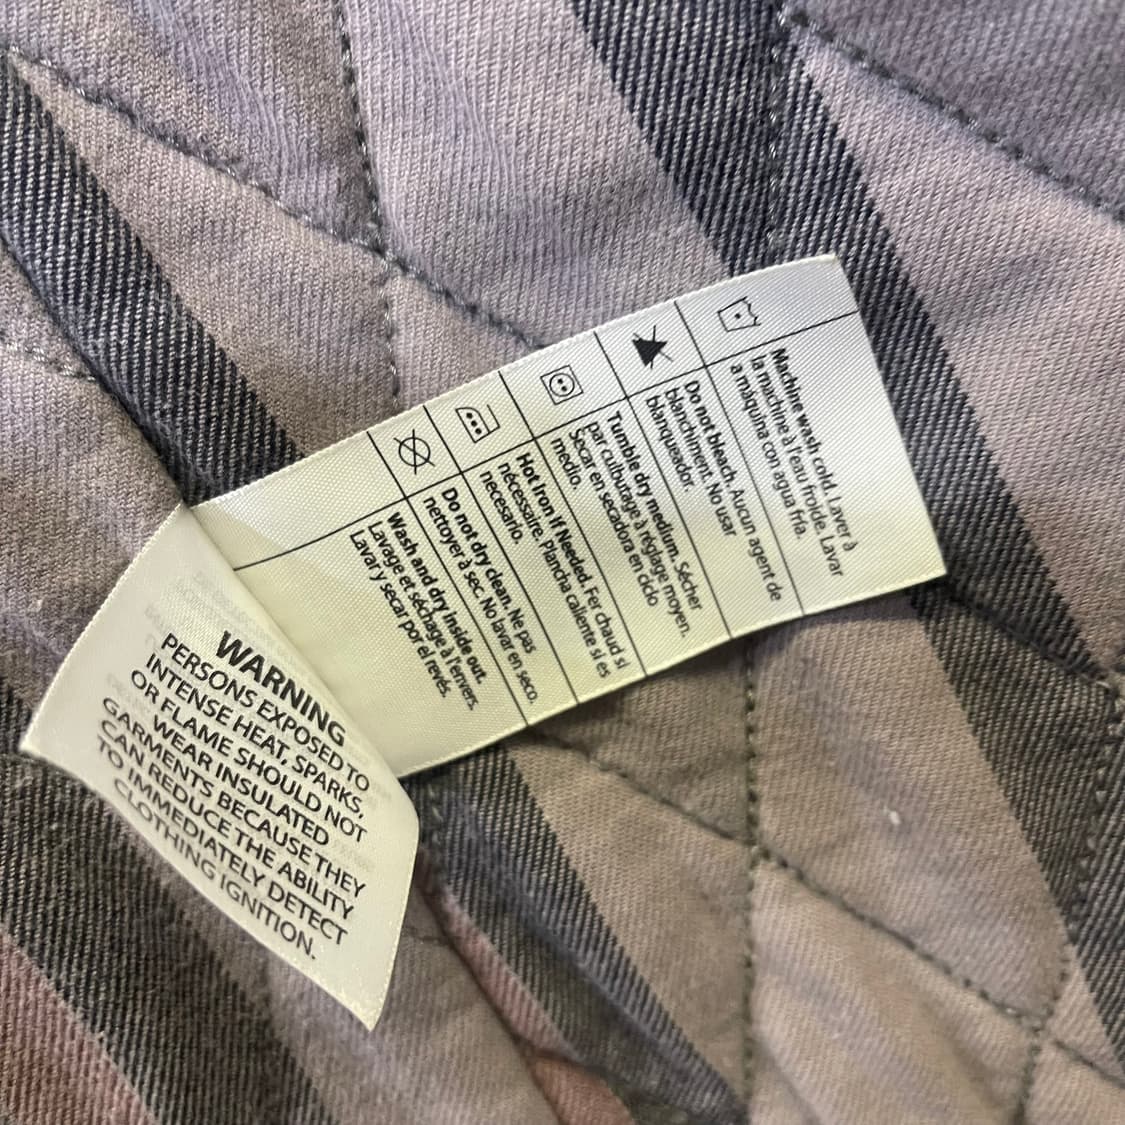 Machine wash cold. Laver à
la machine à l'eau froide. Lavar
a máquina con agua fría.
Do not bleach. Aucun agent de
blanchiment. No usar
blanqueador.
Tumble dry medium. Sécher
par culbutage à réglage moyen.
Secar en secadora en ciclo
medio.
Hot Iron If Needed. Fer chaud si
nécessaire. Plancha caliente si es
necesario.
Do not dry clean. Ne pas
nettoyer à sec. No lavar en seco.
Wash and dry inside out.
Lavage et séchage à l'envers.
Lavar y secar por el revés.
WARNING
PERSONS EXPOSED TO
INTENSE HEAT, SPARKS,
OR FLAME SHOULD NOT
WEAR INSULATED
GARMENTS BECAUSE THEY
CAN REDUCE THE ABILITY
TO IMMEDIATELY DETECT
CLOTHING IGNITION.